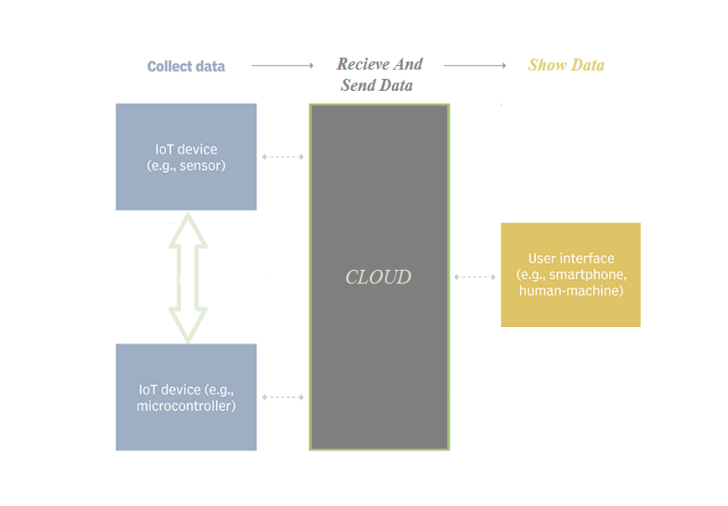 Collect data
Recieve And
Send Data
Show Data
IoT device
(e.g., sensor)
CLOUD
User interface
(e.g., smartphone,
human-machine)
IoT device (e.g.,
microcontroller)